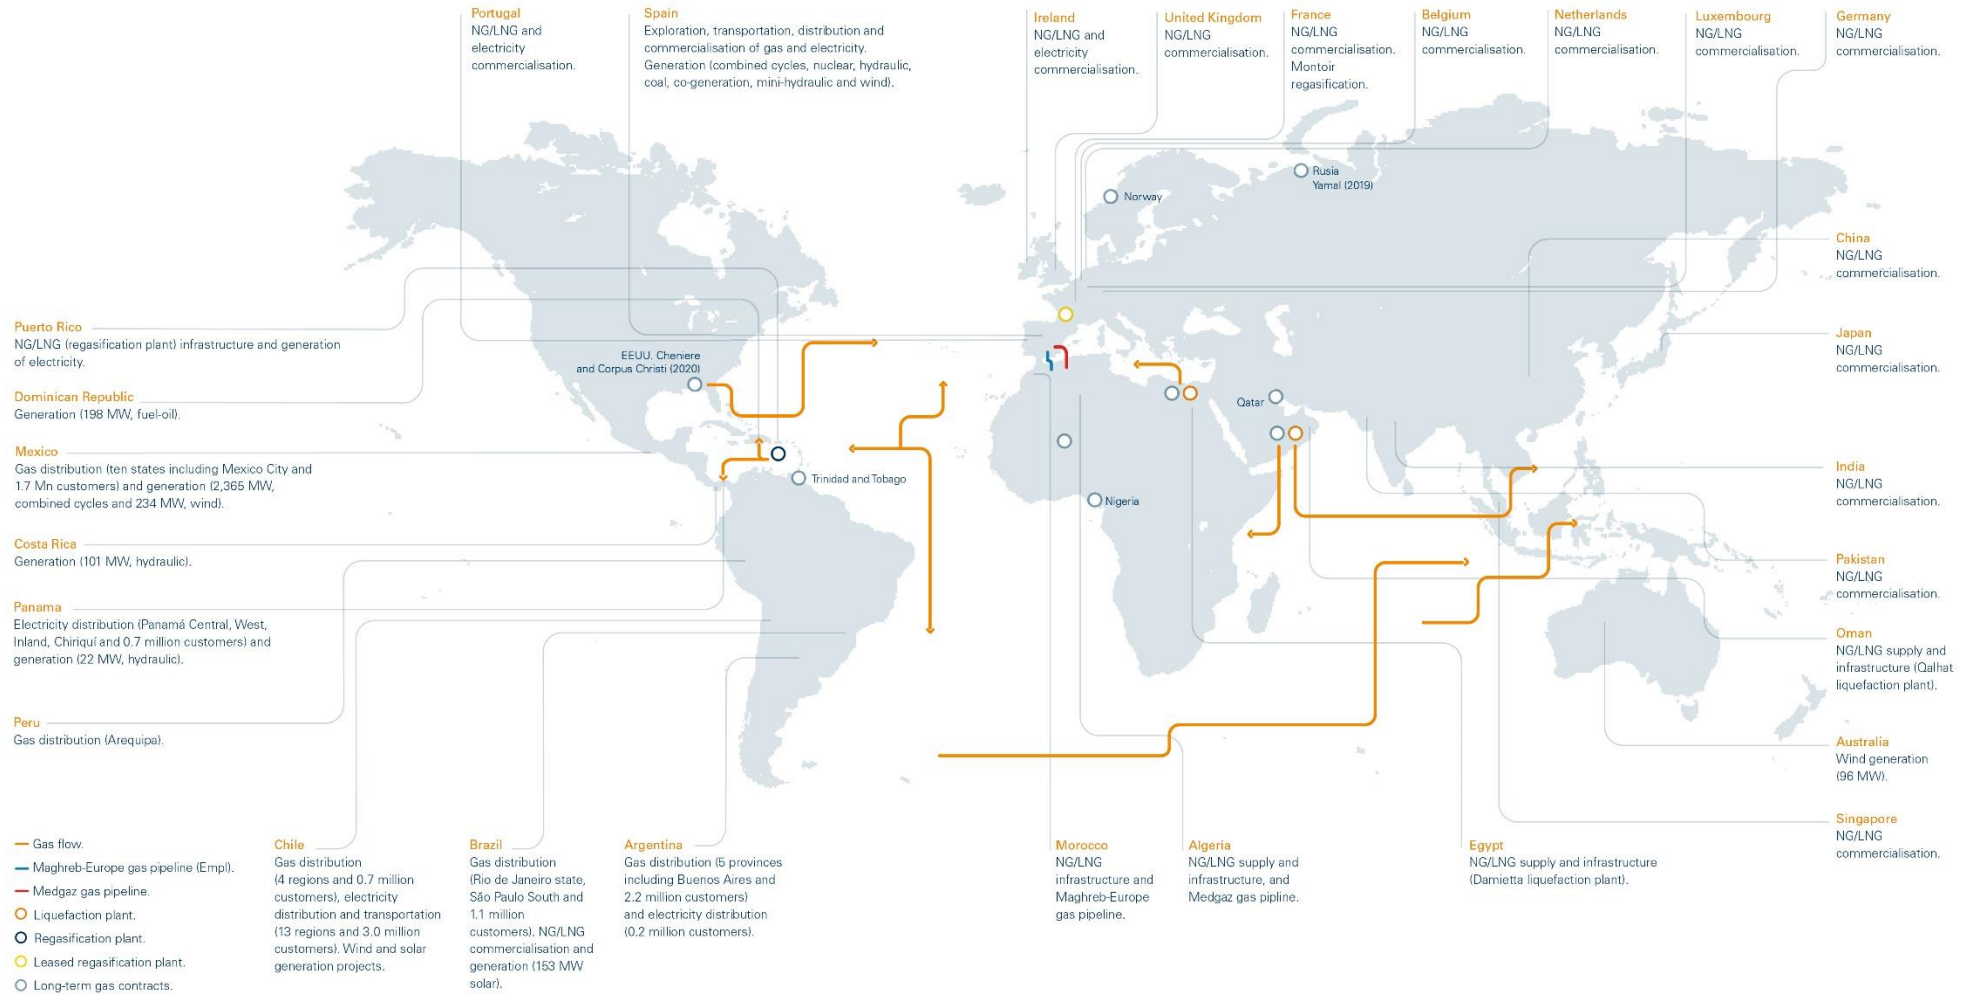 Portugal
NG/LNG and
electricity
commercialisation.
Spain
Exploration, transportation, distribution and
commercialisation of gas and electricity.
Generation (combined cycles, nuclear, hydraulic,
coal, co-generation, mini-hydraulic and wind).
Ireland
NG/LNG and
electricity
commercialisation.
United Kingdom
NG/LNG
commercialisation.
France
NG/LNG
commercialisation.
Montoir
regasification.
Belgium
NG/LNG
commercialisation.
Netherlands
NG/LNG
commercialisation.
Luxembourg
NG/LNG
commercialisation.
Germany
NG/LNG
commercialisation.
Rusia
Yamal (2019)
Norway
China
NG/LNG
commercialisation.
Puerto Rico
NG/LNG (regasification plant) infrastructure and generation
of electricity.
Japan
NG/LNG
commercialisation.
EEUU. Cheniere
and Corpus Christi (2020)
Dominican Republic
Generation (198 MW, fuel-oil).
Qatar
Mexico
Gas distribution (ten states including Mexico City and
1.7 Mn customers) and generation (2,365 MW,
combined cycles and 234 MW, wind).
Trinidad and Tobago
Nigeria
India
NG/LNG
commercialisation.
Costa Rica
Generation (101 MW, hydraulic).
Pakistan
NG/LNG
commercialisation.
Panama
Electricity distribution (Panamá Central, West,
Inland, Chiriquí and 0.7 million customers) and
generation (22 MW, hydraulic).
Oman
NG/LNG supply and
infrastructure (Qalhat
liquefaction plant).
Peru
Gas distribution (Arequipa).
Australia
Wind generation
(96 MW).
Singapore
NG/LNG
commercialisation.
Gas flow.
Maghreb-Europe gas pipeline (Empl).
Medgaz gas pipeline.
Liquefaction plant.
Regasification plant.
Leased regasification plant.
Long-term gas contracts.
Chile
Gas distribution
(4 regions and 0.7 million
customers), electricity
distribution and transportation
(13 regions and 3.0 million
customers). Wind and solar
generation projects.
Brazil
Gas distribution
(Rio de Janeiro state,
São Paulo South and
1.1 million
customers). NG/LNG
commercialisation and
generation (153 MW
solar).
Argentina
Gas distribution (5 provinces
including Buenos Aires and
2.2 million customers)
and electricity distribution
(0.2 million customers).
Morocco
NG/LNG
infrastructure and
Maghreb-Europe
gas pipeline.
Algeria
NG/LNG supply and
infrastructure, and
Medgaz gas pipline.
Egypt
NG/LNG supply and infrastructure
(Damietta liquefaction plant).